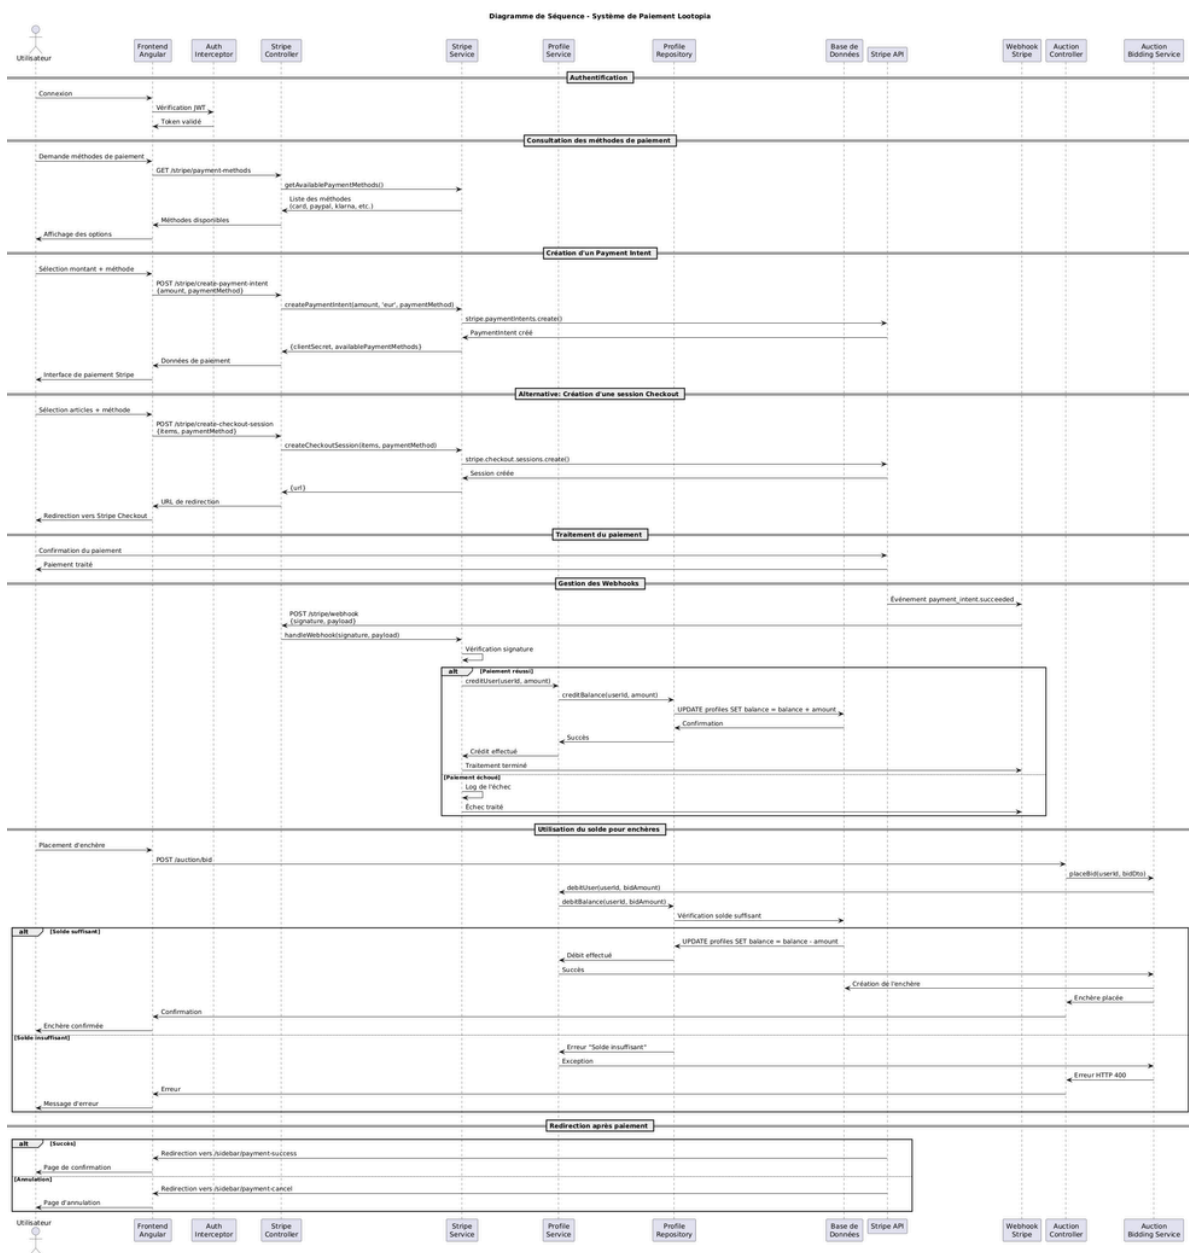 Diagramme de Séquence - Système de Paiement Lootopia
Utilisateur
Frontend
Angular
Auth
Interceptor
Stripe
Controller
Stripe
Service
Profile
Service
Profile
Repository
Base de
Données
Stripe API
Webhook
Stripe
Auction
Controller
Auction
Bidding Service
Authentification
Connexion
Vérification JWT
Token validé
Consultation des méthodes de paiement
Demande méthodes de paiement
GET /stripe/payment-methods
getAvailablePaymentMethods()
Liste des méthodes
(card, paypal, klarna, etc.)
Méthodes disponibles
Affichage des options
Création d'un Payment Intent
Sélection montant + méthode
POST /stripe/create-payment-intent
{amount, paymentMethod}
createPaymentIntent(amount, 'eur', paymentMethod)
stripe.paymentIntents.create()
PaymentIntent créé
{clientSecret, availablePaymentMethods}
Données de paiement
Interface de paiement Stripe
Alternative: Création d'une session Checkout
Sélection articles + méthode
POST /stripe/create-checkout-session
{items, paymentMethod}
createCheckoutSession(items, paymentMethod)
stripe.checkout.sessions.create()
Session créée
{url}
URL de redirection
Redirection vers Stripe Checkout
Traitement du paiement
Confirmation du paiement
Paiement traité
Gestion des Webhooks
Événement payment_intent.succeeded
POST /stripe/webhook
{signature, payload}
handleWebhook(signature, payload)
Vérification signature
alt [Paiement réussi]
creditUser(userId, amount)
creditBalance(userId, amount)
UPDATE profiles SET balance = balance + amount
Confirmation
Succès
Crédit effectué
Traitement terminé
[Paiement échoué]
Log de l'échec
Échec traité
Utilisation du solde pour enchères
Placement d'enchère
POST /auction/bid
placeBid(userId, bidDto)
debitUser(userId, bidAmount)
debitBalance(userId, bidAmount)
Vérification solde suffisant
alt [Solde suffisant]
UPDATE profiles SET balance = balance - amount
Débit effectué
Succès
Création de l'enchère
Enchère placée
Confirmation
Enchère confirmée
[Solde insuffisant]
Erreur "Solde insuffisant"
Exception
Erreur HTTP 400
Erreur
Message d'erreur
Redirection après paiement
alt [Succès]
Redirection vers /sidebar/payment-success
Page de confirmation
[Annulation]
Redirection vers /sidebar/payment-cancel
Page d'annulation
Utilisateur
Frontend
Angular
Auth
Interceptor
Stripe
Controller
Stripe
Service
Profile
Service
Profile
Repository
Base de
Données
Stripe API
Webhook
Stripe
Auction
Controller
Auction
Bidding Service